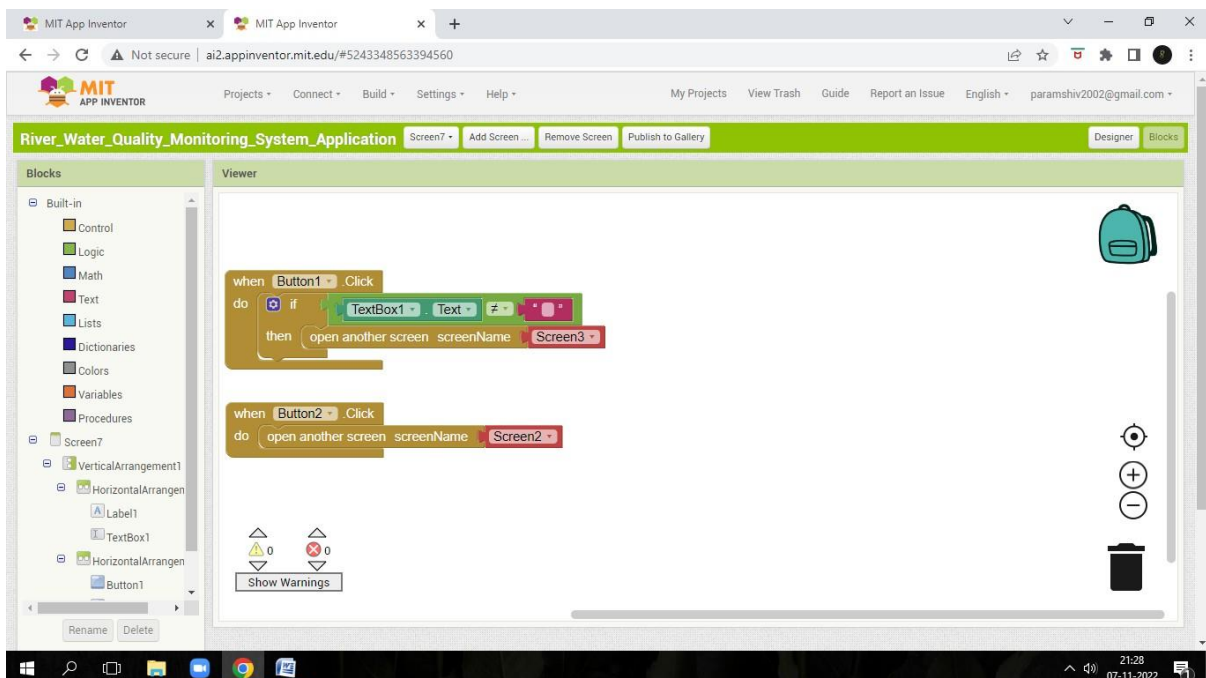 MIT App Inventor
MIT App Inventor
Not secure | ai2.appinventor.mit.edu/#5243348563394560
MIT
APP INVENTOR
Projects Connect Build Settings Help My Projects View Trash Guide Report an Issue English paramshiv2002@gmail.com
River_Water_Quality_Monitoring_System_Application Screen7 Add Screen ... Remove Screen Publish to Gallery Designer Blocks
Blocks
Viewer
Built-in
Control
Logic
Math
Text
Lists
Dictionaries
Colors
Variables
Procedures
Screen7
VerticalArrangement1
HorizontalArrangen
Label1
TextBox1
HorizontalArrangen
Button1
Rename Delete
when Button1 .Click
do if TextBox1 . Text ≠ " "
then open another screen screenName Screen3
when Button2 .Click
do open another screen screenName Screen2
0 0
Show Warnings
21:28
07-11-2022